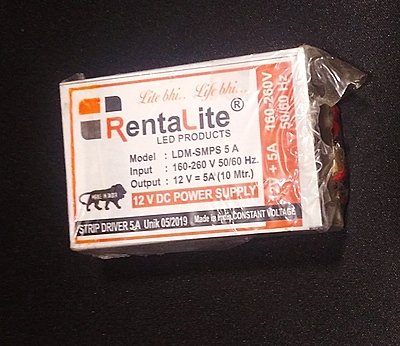 Lite bhi... Life bhi...
RentaLite®
LED PRODUCTS
Model : LDM-SMPS 5 A
Input : 160-260 V 50/60 Hz.
Output : 12 V = 5A (10 Mtr.)
12 V DC POWER SUPPLY
STRIP DRIVER 5 A Unik 05/2019 Made in India CONSTANT VOLTAGE
12V + 5A 160-260V
50/60 Hz